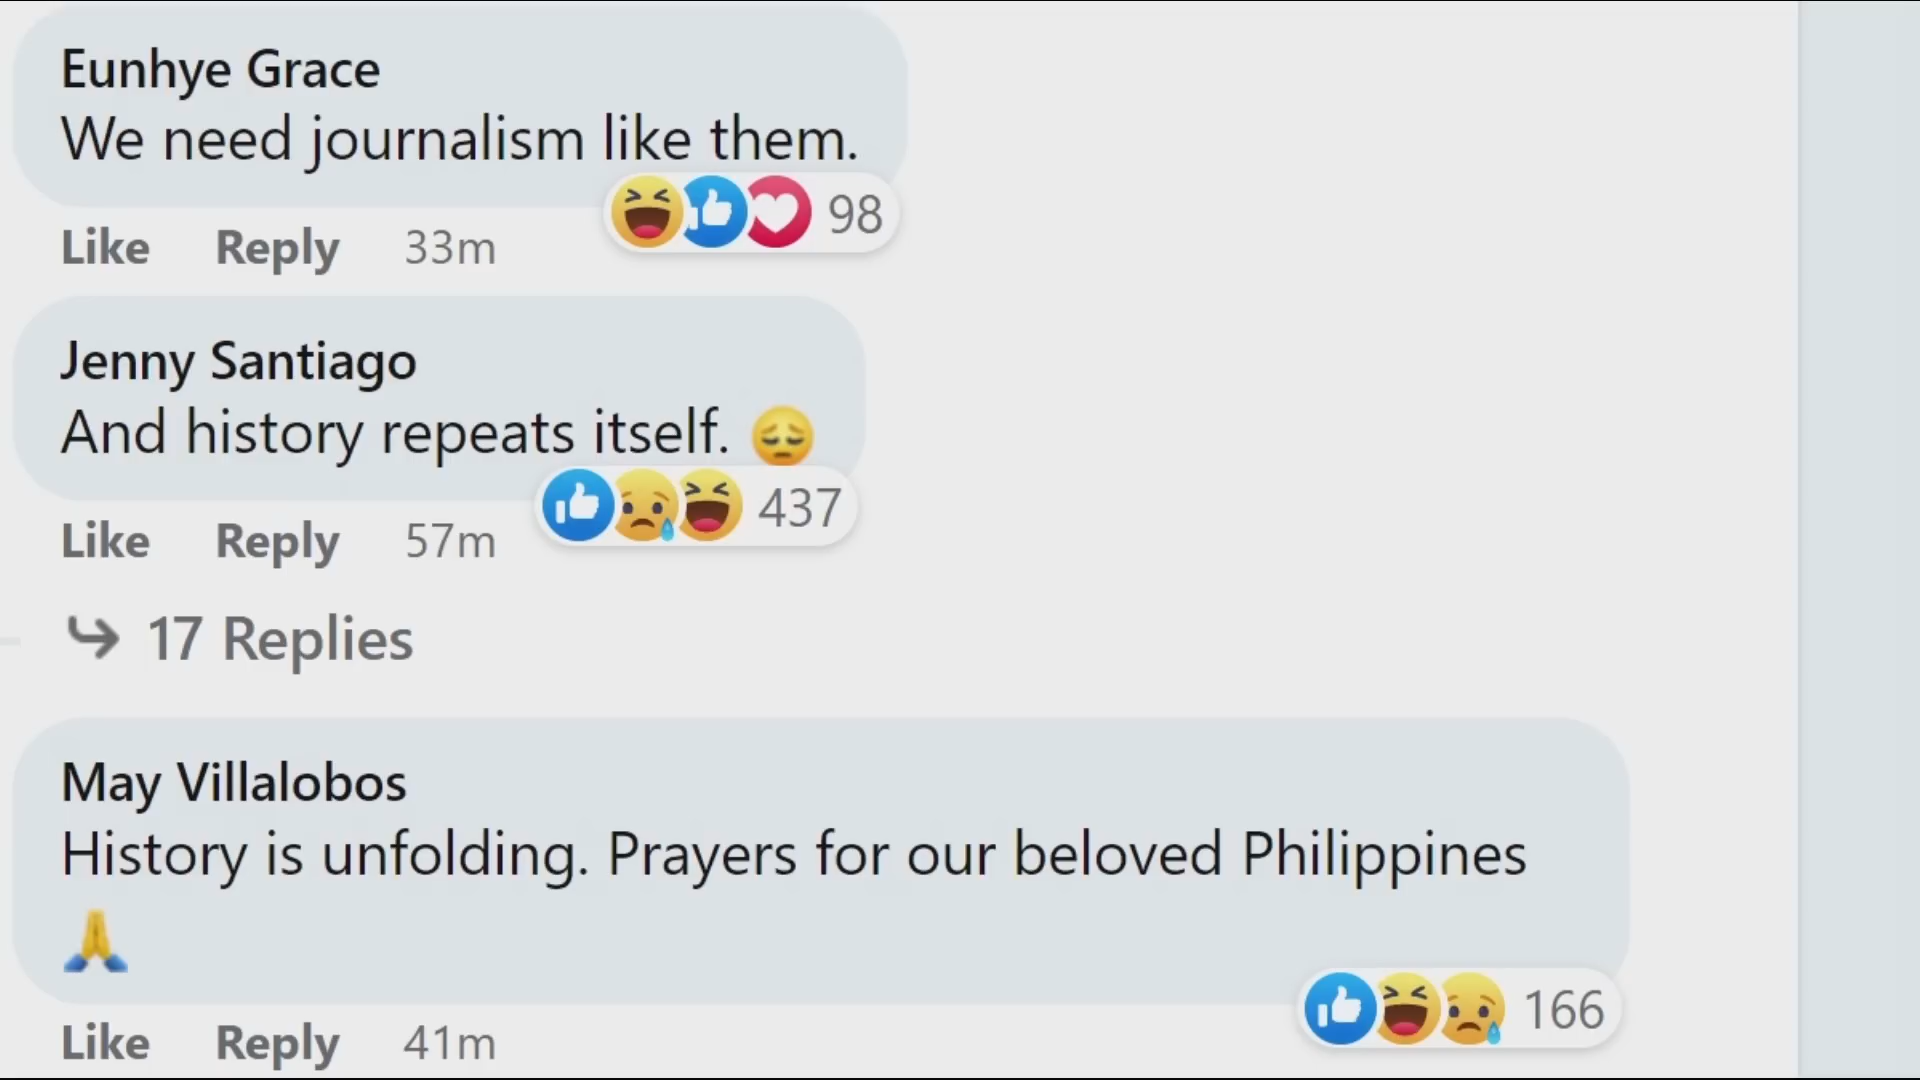 Eunhye Grace
We need journalism like them.
98
Like Reply 33m
Jenny Santiago
And history repeats itself. 😔
437
Like Reply 57m
17 Replies
May Villalobos
History is unfolding. Prayers for our beloved Philippines
🙏
166
Like Reply 41m